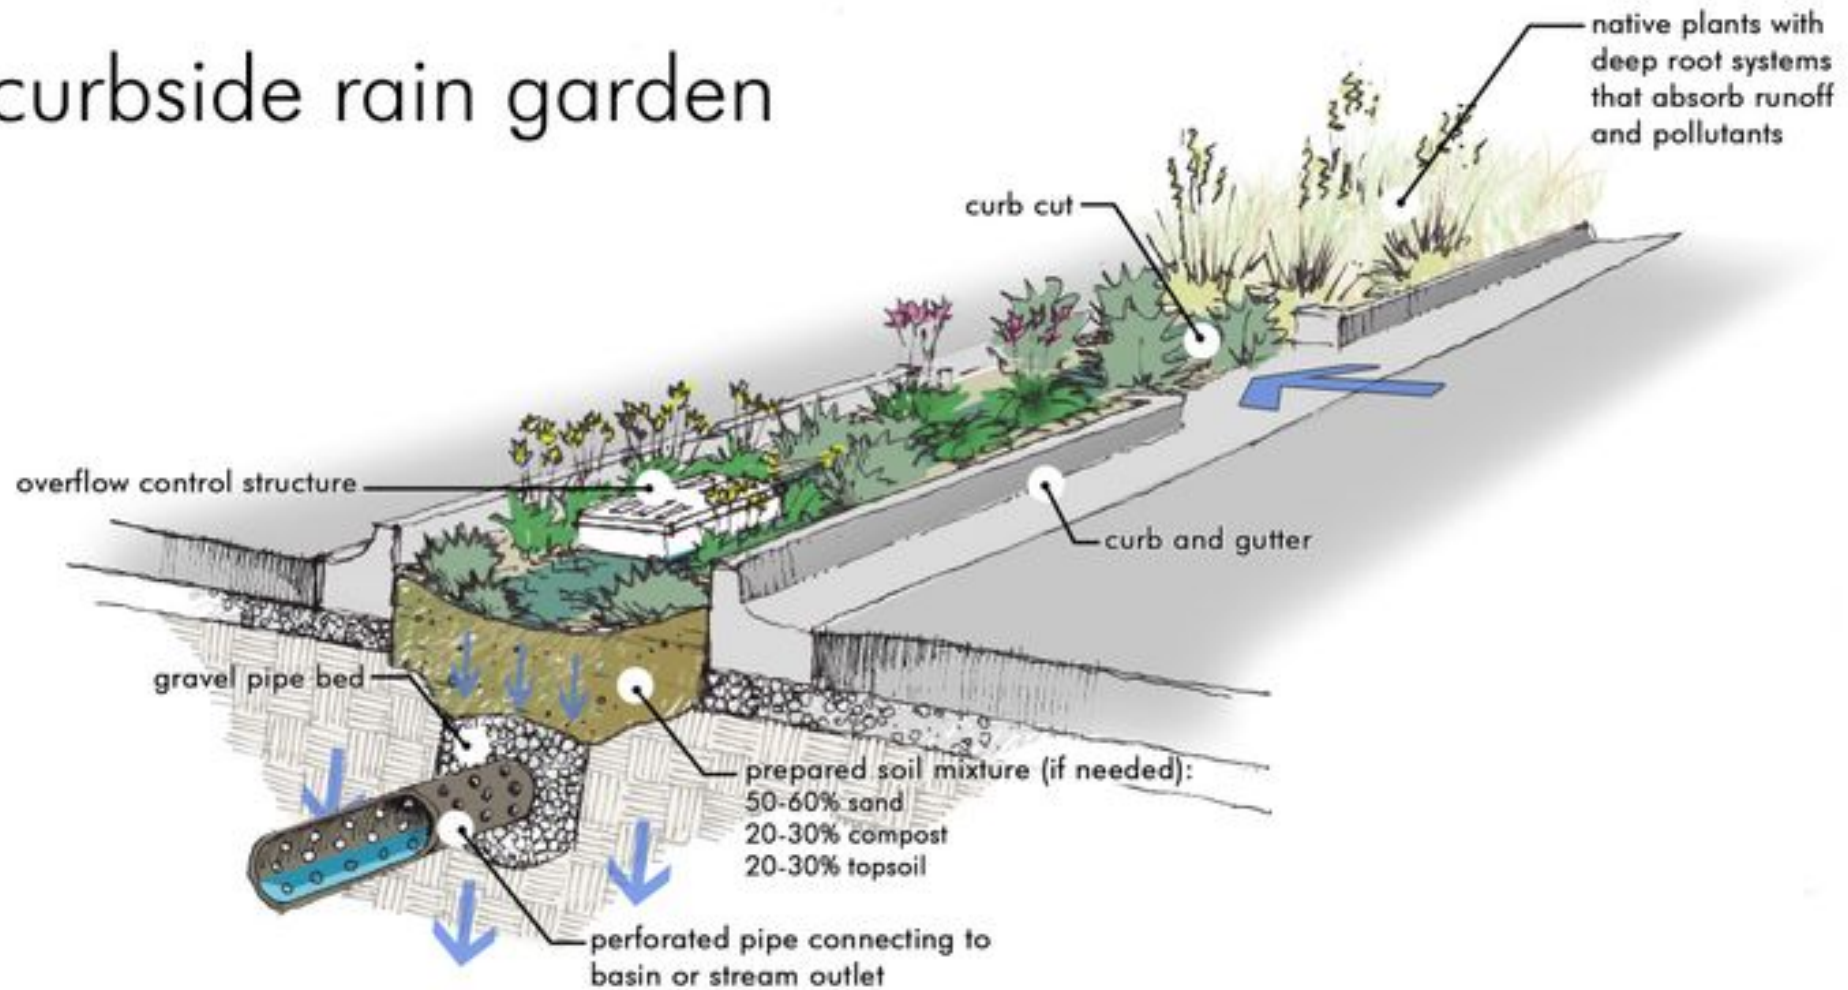 curbside rain garden
native plants with
deep root systems
that absorb runoff
and pollutants
curb cut
overflow control structure
curb and gutter
gravel pipe bed
prepared soil mixture (if needed):
50-60% sand
20-30% compost
20-30% topsoil
perforated pipe connecting to
basin or stream outlet